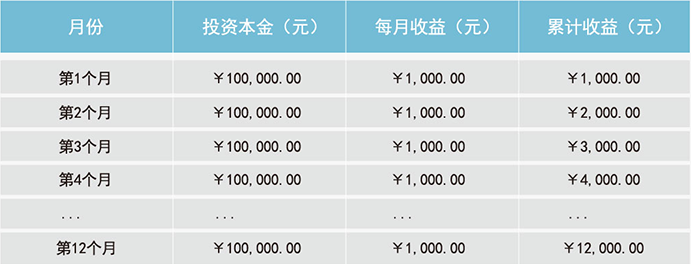 月份 投资本金（元） 每月收益（元） 累计收益（元）
第1个月 ￥100,000.00 ￥1,000.00 ￥1,000.00
第2个月 ￥100,000.00 ￥1,000.00 ￥2,000.00
第3个月 ￥100,000.00 ￥1,000.00 ￥3,000.00
第4个月 ￥100,000.00 ￥1,000.00 ￥4,000.00
... ... ... ...
第12个月 ￥100,000.00 ￥1,000.00 ￥12,000.00